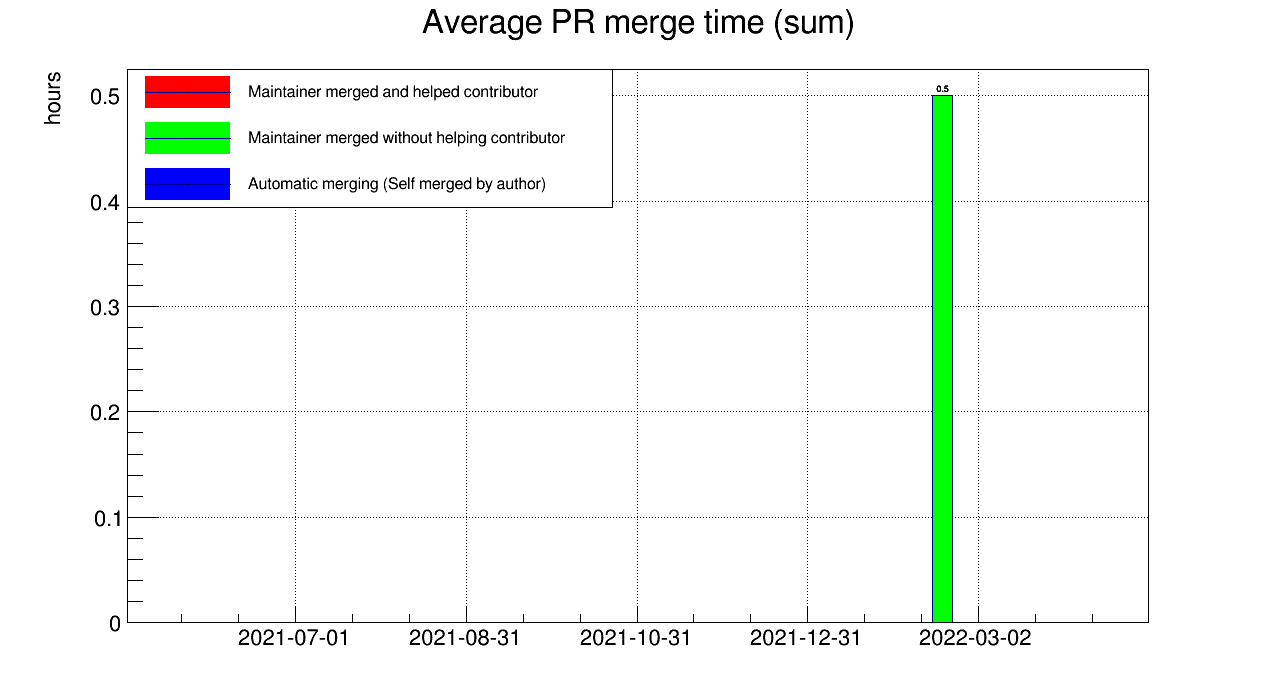 Average PR merge time (sum)
hours
Maintainer merged and helped contributor
Maintainer merged without helping contributor
Automatic merging (Self merged by author)
0.5
0.5
0.4
0.3
0.2
0.1
0
2021-07-01 2021-08-31 2021-10-31 2021-12-31 2022-03-02